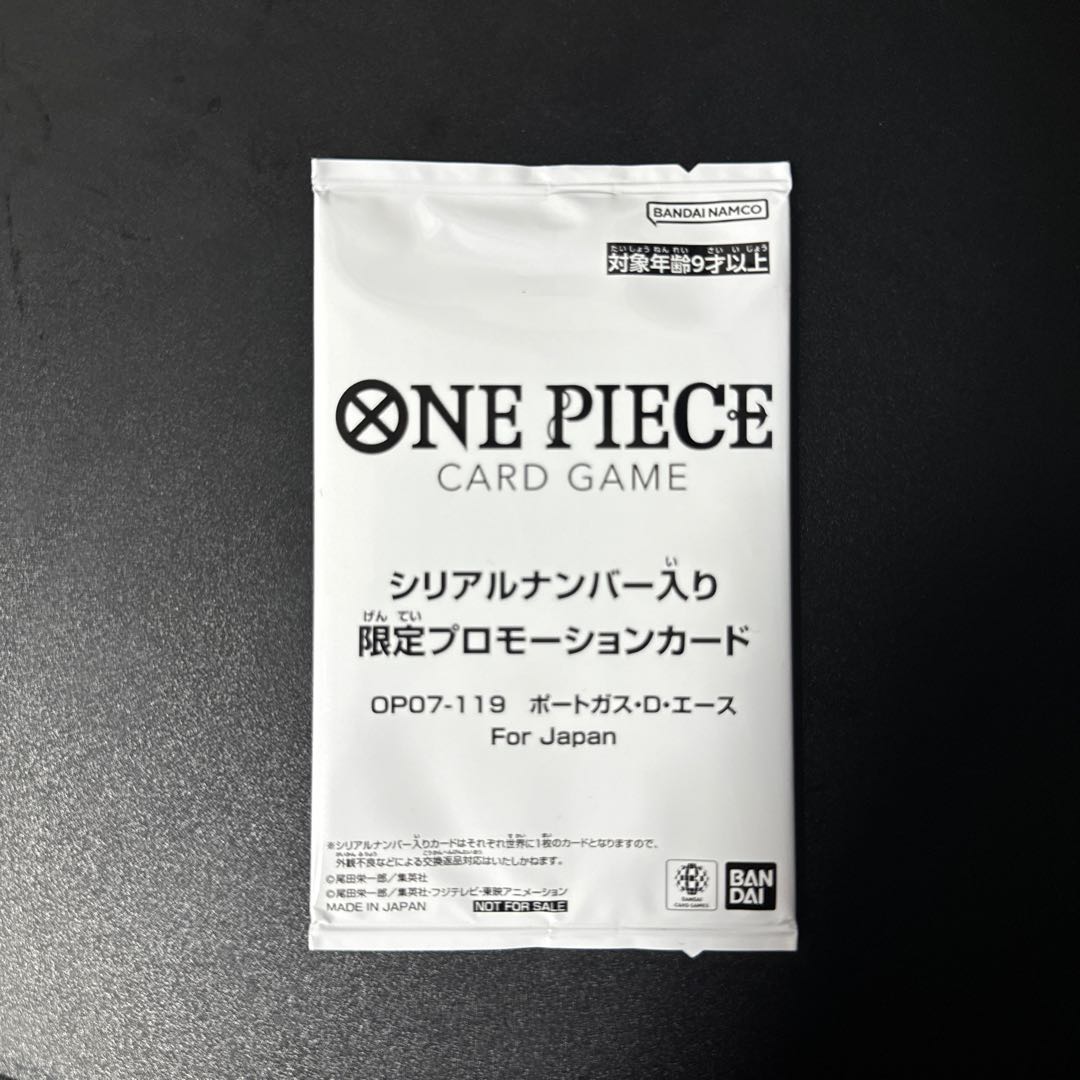 BANDAI NAMCO
対象年齢9才以上
ONE PIECE
CARD GAME
シリアルナンバー入り
限定プロモーションカード
OP07-119 ポートガス・D・エース
For Japan
※シリアルナンバー入りカードはそれぞれ世界に1枚のカードとなりますので、
外観不良などによる交換返品対応はいたしかねます。
©尾田栄一郎/集英社
©尾田栄一郎/集英社・フジテレビ・東映アニメーション
MADE IN JAPAN NOT FOR SALE
BANDAI
CARD GAMES
BAN
DAI